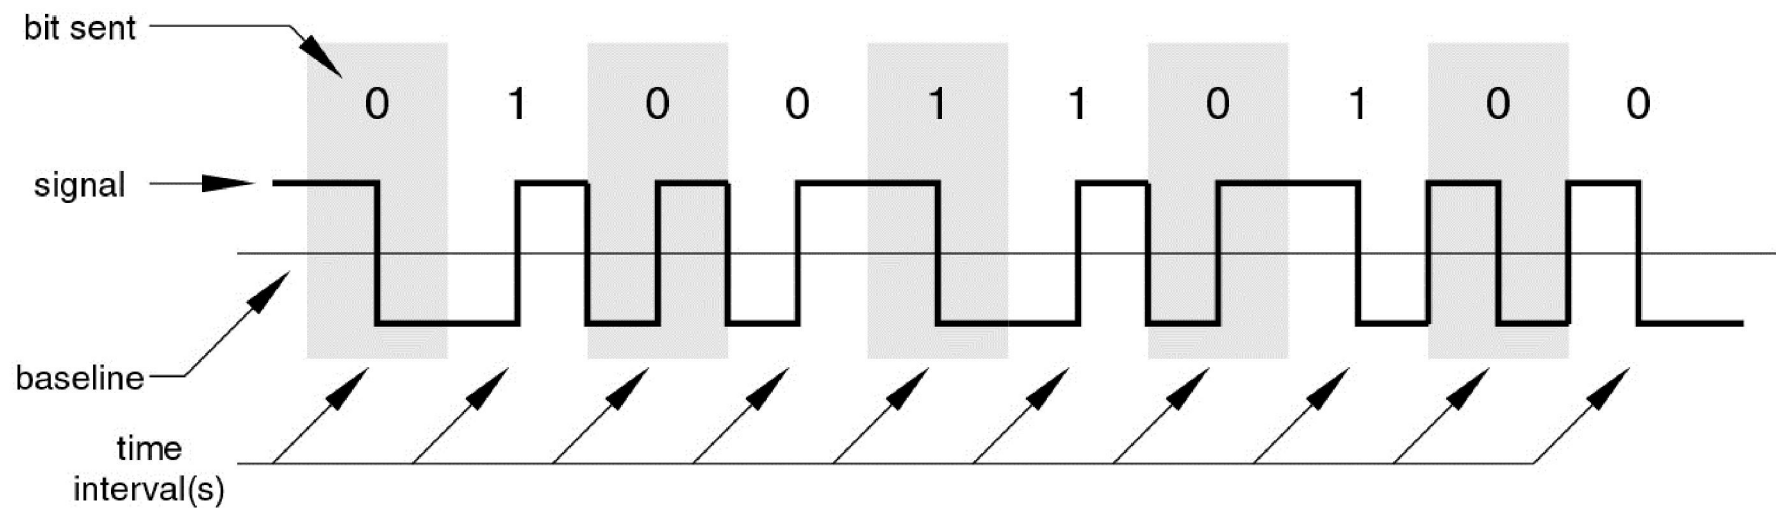 bit sent
0 1 0 0 1 1 0 1 0 0
signal
baseline
time
interval(s)